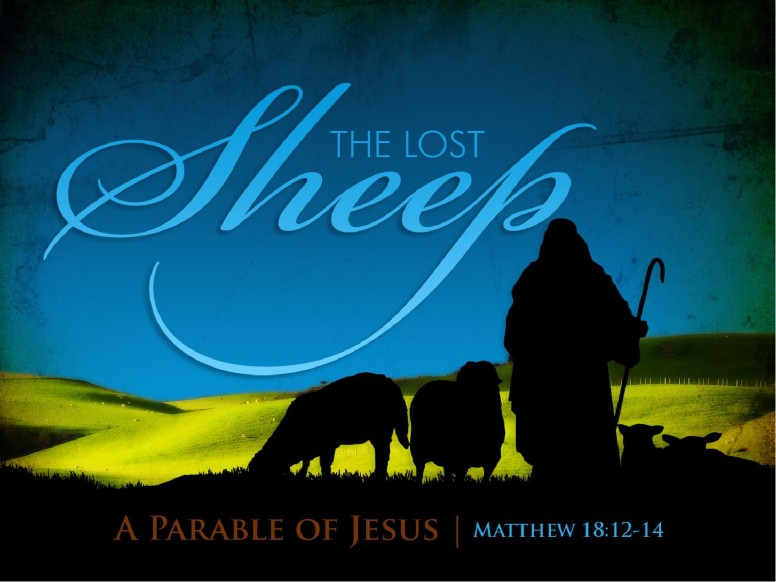 THE LOST
Sheep
A PARABLE OF JESUS | MATTHEW 18:12-14